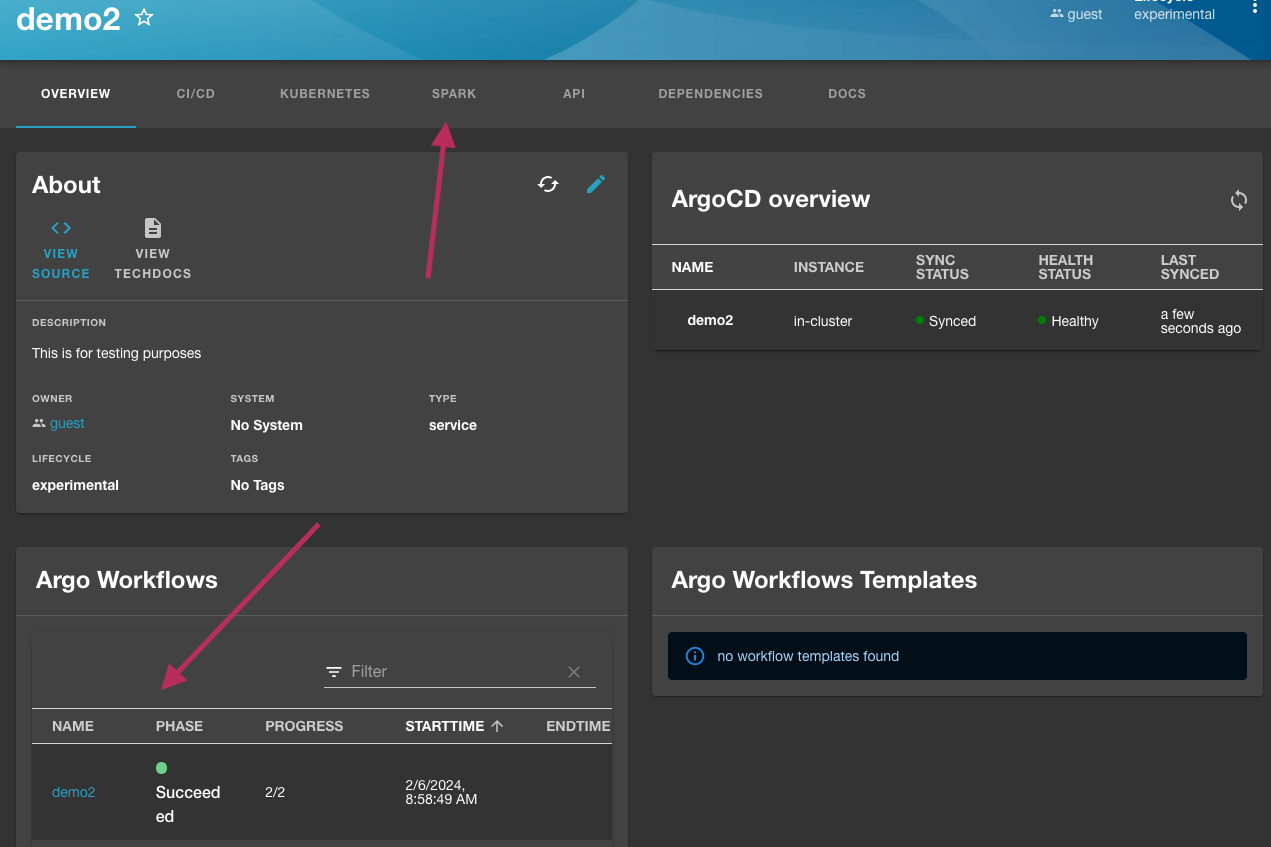 demo2
Lifecycle
guest
experimental
OVERVIEW
CI/CD
KUBERNETES
SPARK
API
DEPENDENCIES
DOCS
About
VIEW
SOURCE
VIEW
TECHDOCS
DESCRIPTION
This is for testing purposes
OWNER
SYSTEM
TYPE
guest
No System
service
LIFECYCLE
TAGS
experimental
No Tags
ArgoCD overview
NAME
INSTANCE
SYNC
STATUS
HEALTH
STATUS
LAST
SYNCED
demo2
in-cluster
Synced
Healthy
a few
seconds ago
Argo Workflows
Filter
NAME
PHASE
PROGRESS
STARTTIME
ENDTIME
demo2
Succeed
ed
2/2
2/6/2024,
8:58:49 AM
Argo Workflows Templates
no workflow templates found